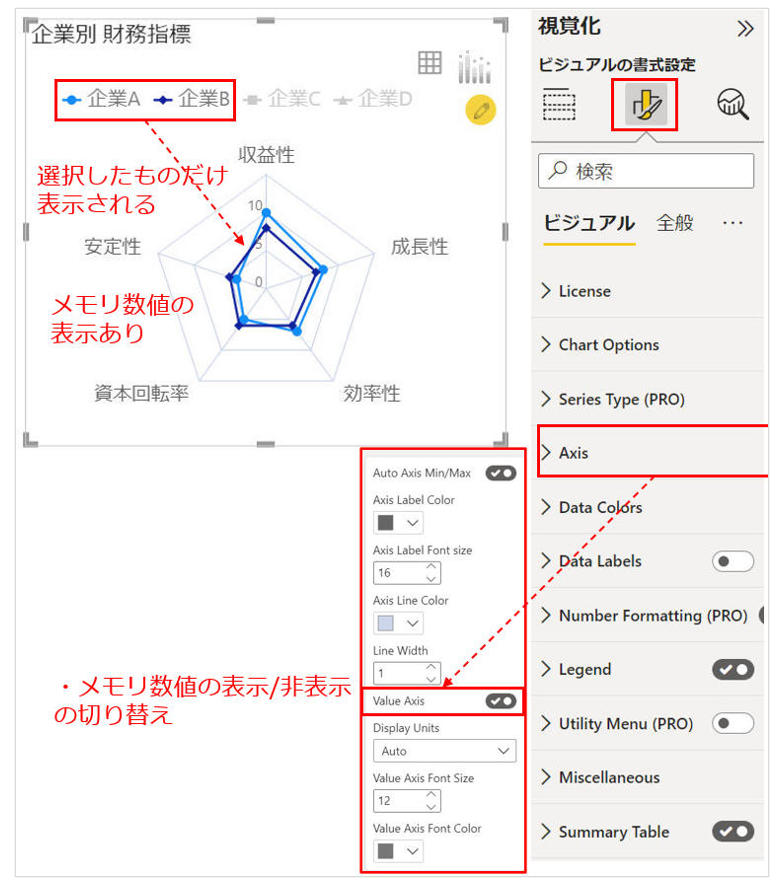 企業別 財務指標
企業A 企業B 企業C 企業D
選択したものだけ
表示される
収益性
10
5
0
安定性
成長性
メモリ数値の
表示あり
資本回転率
効率性
Auto Axis Min/Max
Axis Label Color
Axis Label Font size
16
Axis Line Color
Line Width
1
Value Axis
・メモリ数値の表示/非表示
の切り替え
Display Units
Auto
Value Axis Font Size
12
Value Axis Font Color
視覚化
ビジュアルの書式設定
検索
ビジュアル 全般 …
License
Chart Options
Series Type (PRO)
Axis
Data Colors
Data Labels
Number Formatting (PRO)
Legend
Utility Menu (PRO)
Miscellaneous
Summary Table